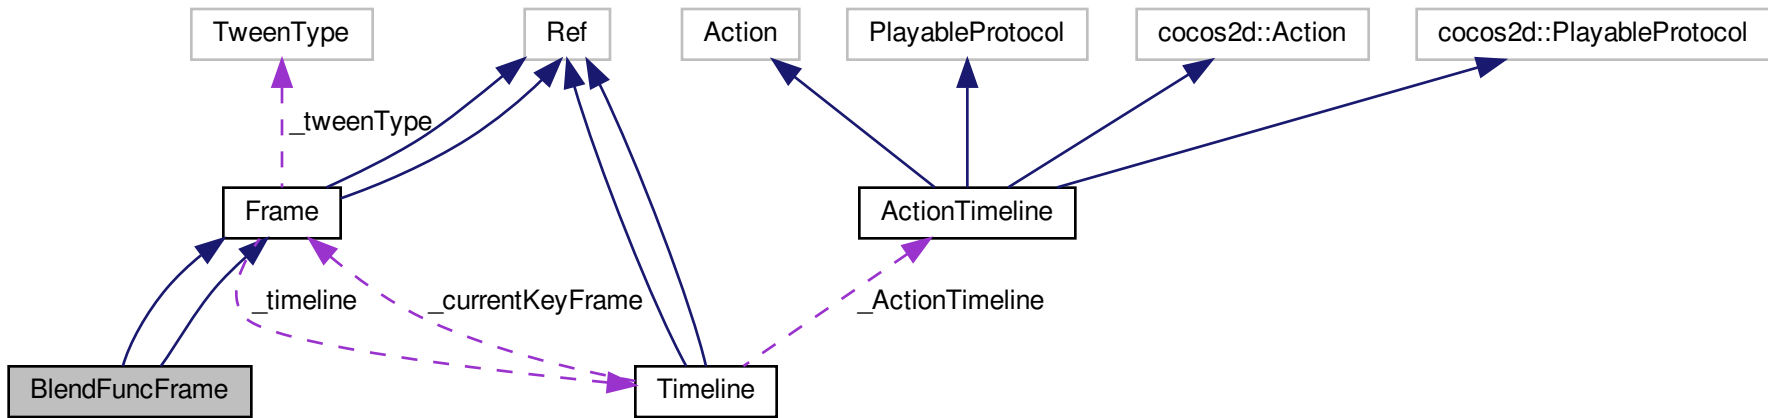 TweenType
Ref
Action
PlayableProtocol
cocos2d::Action
cocos2d::PlayableProtocol
_tweenType
Frame
ActionTimeline
_timeline
_currentKeyFrame
_ActionTimeline
BlendFuncFrame
Timeline